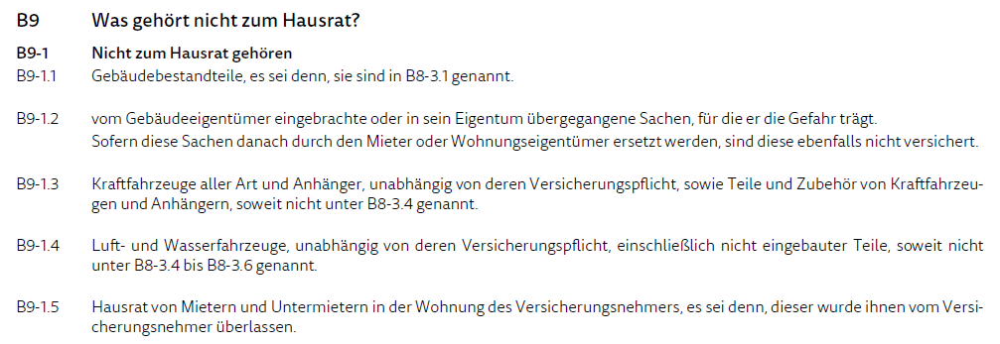 B9 Was gehört nicht zum Hausrat?
B9-1 Nicht zum Hausrat gehören
B9-1.1 Gebäudebestandteile, es sei denn, sie sind in B8-3.1 genannt.
B9-1.2 vom Gebäudeeigentümer eingebrachte oder in sein Eigentum übergegangene Sachen, für die er die Gefahr trägt.
Sofern diese Sachen danach durch den Mieter oder Wohnungseigentümer ersetzt werden, sind diese ebenfalls nicht versichert.
B9-1.3 Kraftfahrzeuge aller Art und Anhänger, unabhängig von deren Versicherungspflicht, sowie Teile und Zubehör von Kraftfahrzeu-
gen und Anhängern, soweit nicht unter B8-3.4 genannt.
B9-1.4 Luft- und Wasserfahrzeuge, unabhängig von deren Versicherungspflicht, einschließlich nicht eingebauter Teile, soweit nicht
unter B8-3.4 bis B8-3.6 genannt.
B9-1.5 Hausrat von Mietern und Untermietern in der Wohnung des Versicherungsnehmers, es sei denn, dieser wurde ihnen vom Versi-
cherungsnehmer überlassen.